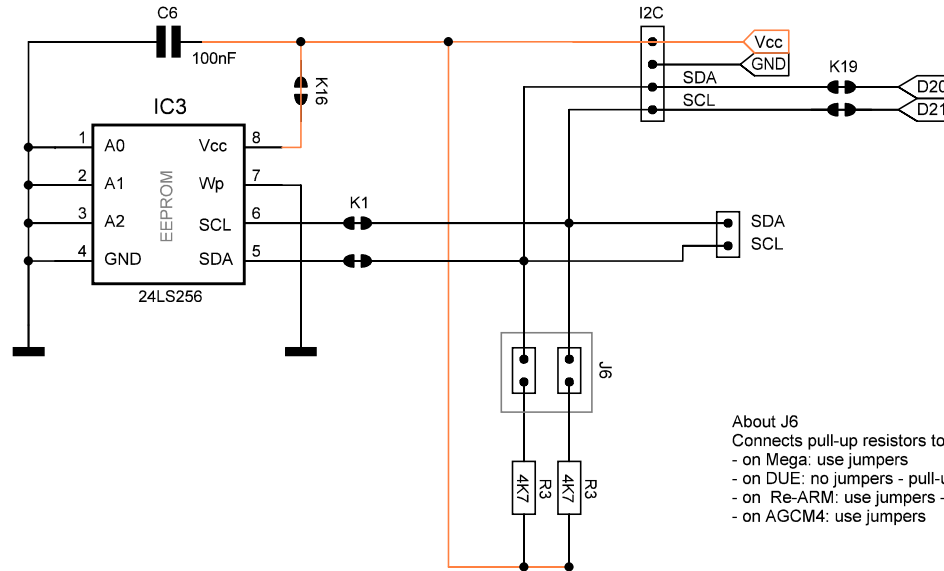 C6
100nF
I2C
Vcc
GND
SDA
SCL
K19
D20
D21
K16
IC3
1 A0 Vcc 8
2 A1 Wp 7
3 A2 SCL 6
4 GND SDA 5
EEPROM
24LS256
K1
SDA
SCL
J6
4K7 R3
4K7 R3
About J6
Connects pull-up resistors to
- on Mega: use jumpers
- on DUE: no jumpers - pull-u
- on Re-ARM: use jumpers -
- on AGCM4: use jumpers